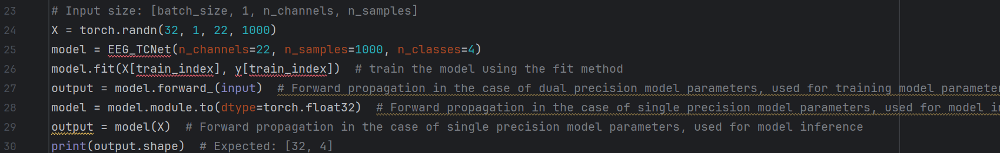 23 # Input size: [batch_size, 1, n_channels, n_samples]
24 X = torch.randn(32, 1, 22, 1000)
25 model = EEG_TCNet(n_channels=22, n_samples=1000, n_classes=4)
26 model.fit(X[train_index], y[train_index])  # train the model using the fit method
27 output = model.forward_(input)  # Forward propagation in the case of dual precision model parameters, used for training model
28 model = model.module.to(dtype=torch.float32)  # Forward propagation in the case of single precision model parameters, used for model
29 output = model(X)  # Forward propagation in the case of single precision model parameters, used for model inference
30 print(output.shape)  # Expected: [32, 4]